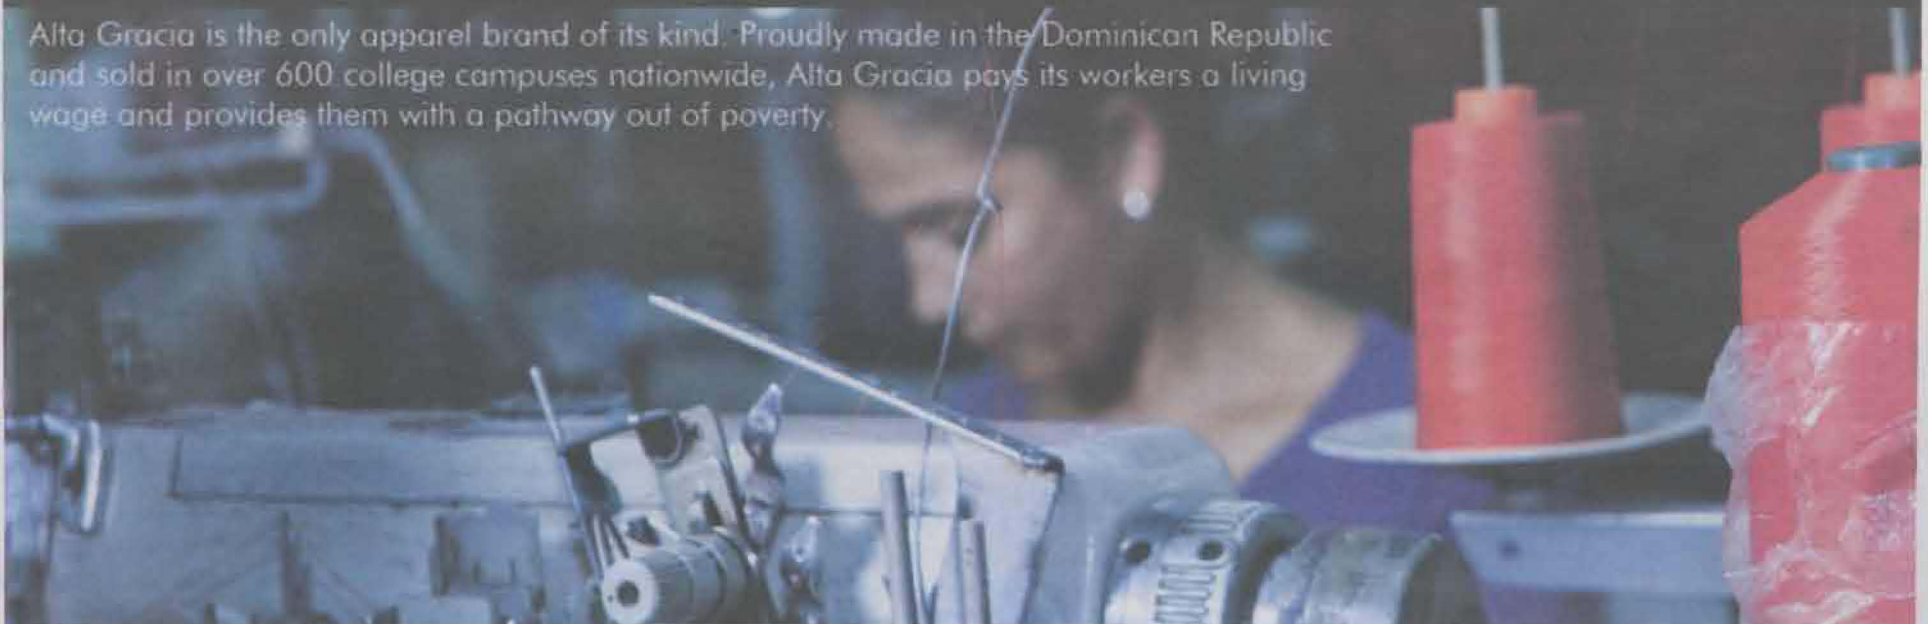 Alta Gracia is the only apparel brand of its kind. Proudly made in the Dominican Republic
and sold in over 600 college campuses nationwide, Alta Gracia pays its workers a living
wage and provides them with a pathway out of poverty.